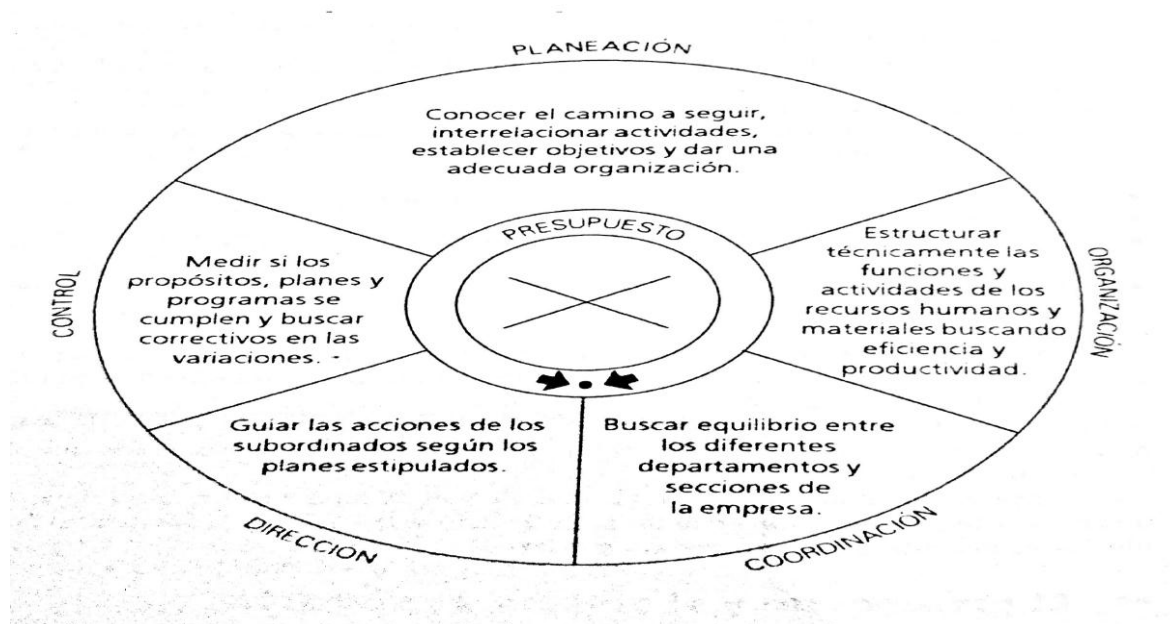 PLANEACIÓN
Conocer el camino a seguir,
interrelacionar actividades,
establecer objetivos y dar una
adecuada organización.
PRESUPUESTO
CONTROL
Medir si los
propósitos, planes y
programas se
cumplen y buscar
correctivos en las
variaciones.
Estructurar
técnicamente las
funciones y
actividades de los
recursos humanos y
materiales buscando
eficiencia y
productividad.
ORGANIZACIÓN
Guiar las acciones de los
subordinados según los
planes estipulados.
DIRECCION
Buscar equilibrio entre
los diferentes
departamentos y
secciones de
la empresa.
COORDINACIÓN